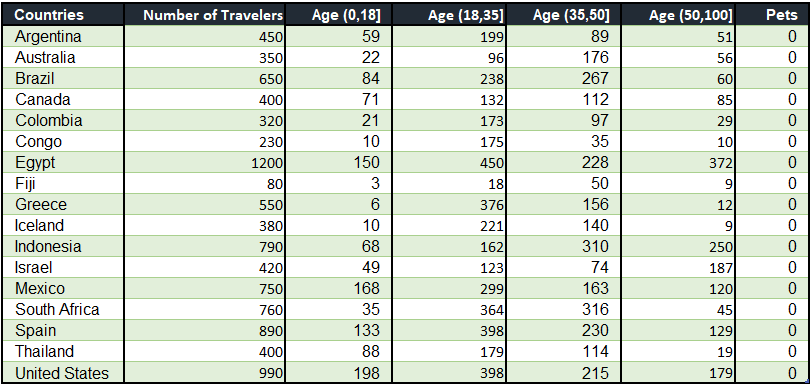 Countries Number of Travelers Age (0,18] Age (18,35] Age (35,50] Age (50,100] Pets
Argentina 450 59 199 89 51 0
Australia 350 22 96 176 56 0
Brazil 650 84 238 267 60 0
Canada 400 71 132 112 85 0
Colombia 320 21 173 97 29 0
Congo 230 10 175 35 10 0
Egypt 1200 150 450 228 372 0
Fiji 80 3 18 50 9 0
Greece 550 6 376 156 12 0
Iceland 380 10 221 140 9 0
Indonesia 790 68 162 310 250 0
Israel 420 49 123 74 187 0
Mexico 750 168 299 163 120 0
South Africa 760 35 364 316 45 0
Spain 890 133 398 230 129 0
Thailand 400 88 179 114 19 0
United States 990 198 398 215 179 0